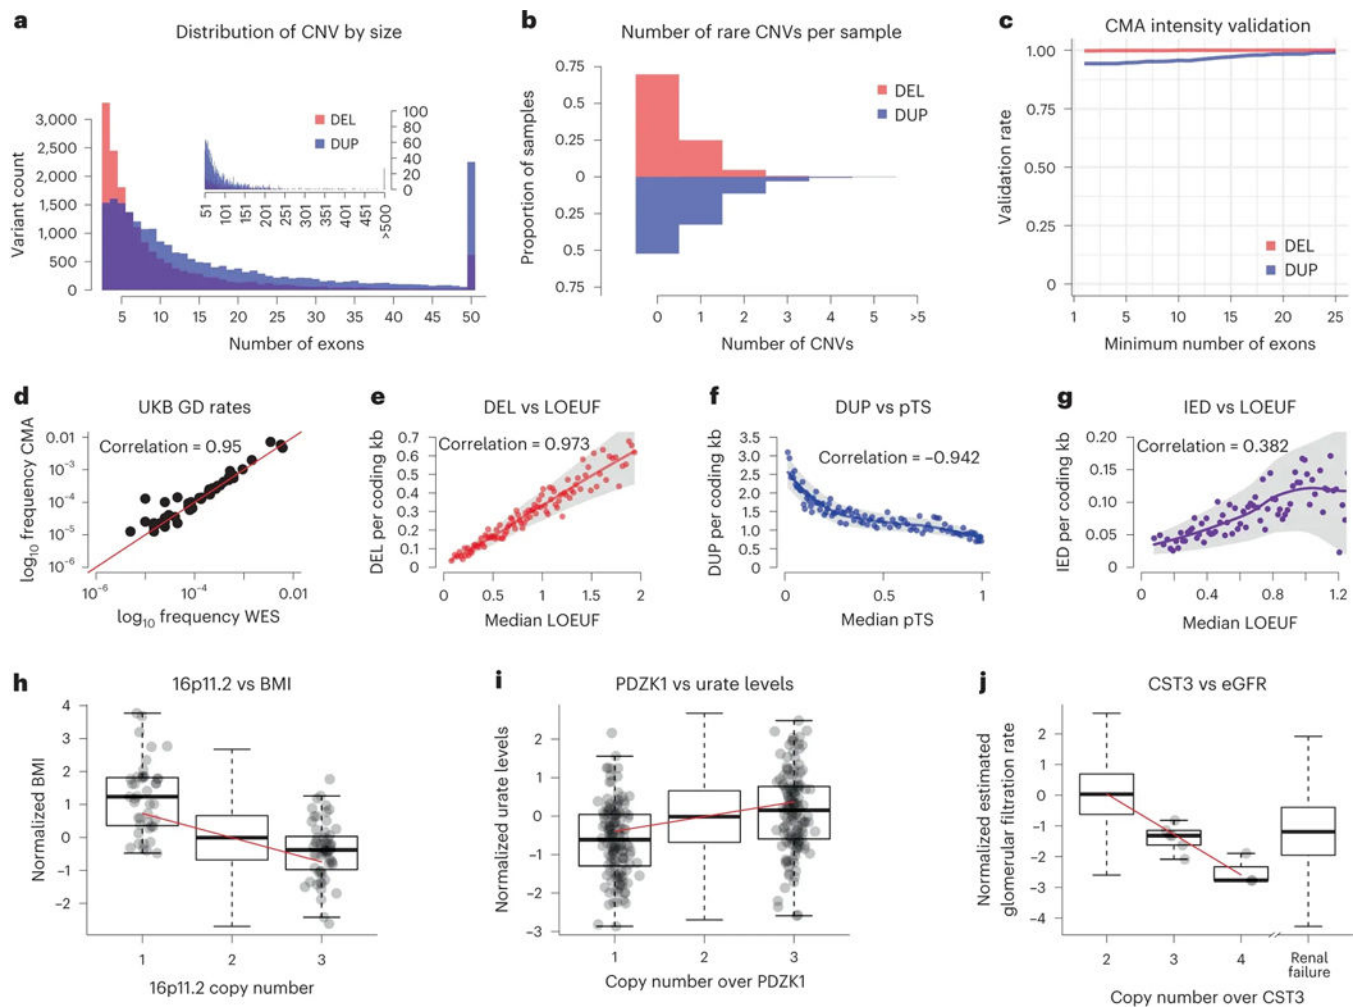 a
Distribution of CNV by size
Variant count
3,000
2,500
2,000
1,500
1,000
500
0
DEL
DUP
100
80
60
40
20
0
51
101
151
201
251
301
351
401
451
>500
5
10
15
20
25
30
35
40
45
50
Number of exons
b
Number of rare CNVs per sample
Proportion of samples
0.75
0.5
0.25
0
0.25
0.5
0.75
DEL
DUP
0
1
2
3
4
5
>5
Number of CNVs
c
CMA intensity validation
Validation rate
1.00
0.75
0.50
0.25
0
DEL
DUP
1
5
10
15
20
25
Minimum number of exons
d
UKB GD rates
Correlation = 0.95
log10 frequency CMA
0.01
10−3
10−4
10−5
10−6
10−6
10−4
0.01
log10 frequency WES
e
DEL vs LOEUF
Correlation = 0.973
DEL per coding kb
0.7
0.6
0.5
0.4
0.3
0.2
0.1
0
0
0.5
1
1.5
2
Median LOEUF
f
DUP vs pTS
Correlation = −0.942
DUP per coding kb
3.5
3.0
2.5
2.0
1.5
1.0
0.5
0
0
0.5
1
Median pTS
g
IED vs LOEUF
Correlation = 0.382
IED per coding kb
0.20
0.15
0.10
0.05
0
0
0.4
0.8
1.2
Median LOEUF
h
16p11.2 vs BMI
Normalized BMI
4
3
2
1
0
−1
−2
1
2
3
16p11.2 copy number
i
PDZK1 vs urate levels
Normalized urate levels
2
1
0
−1
−2
−3
1
2
3
Copy number over PDZK1
j
CST3 vs eGFR
Normalized estimated
glomerular filtration rate
2
1
0
−1
−2
−3
−4
2
3
4
Renal
failure
Copy number over CST3